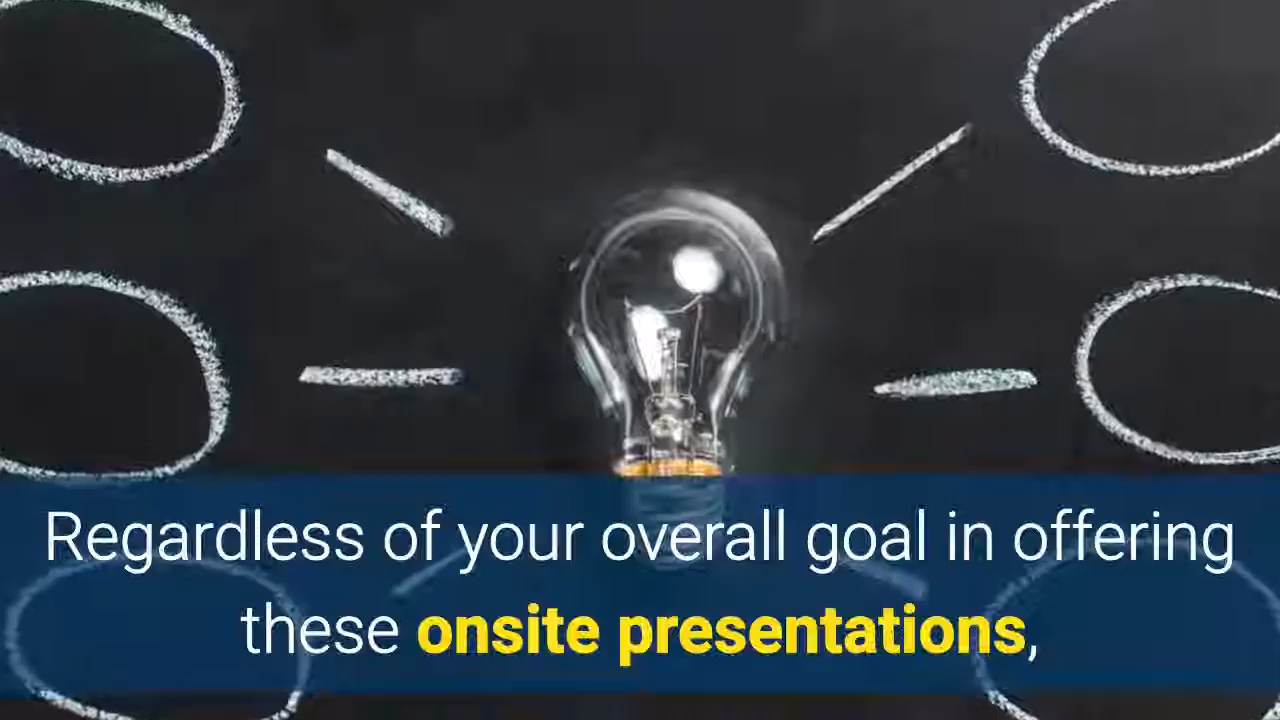 Regardless of your overall goal in offering
these onsite presentations,